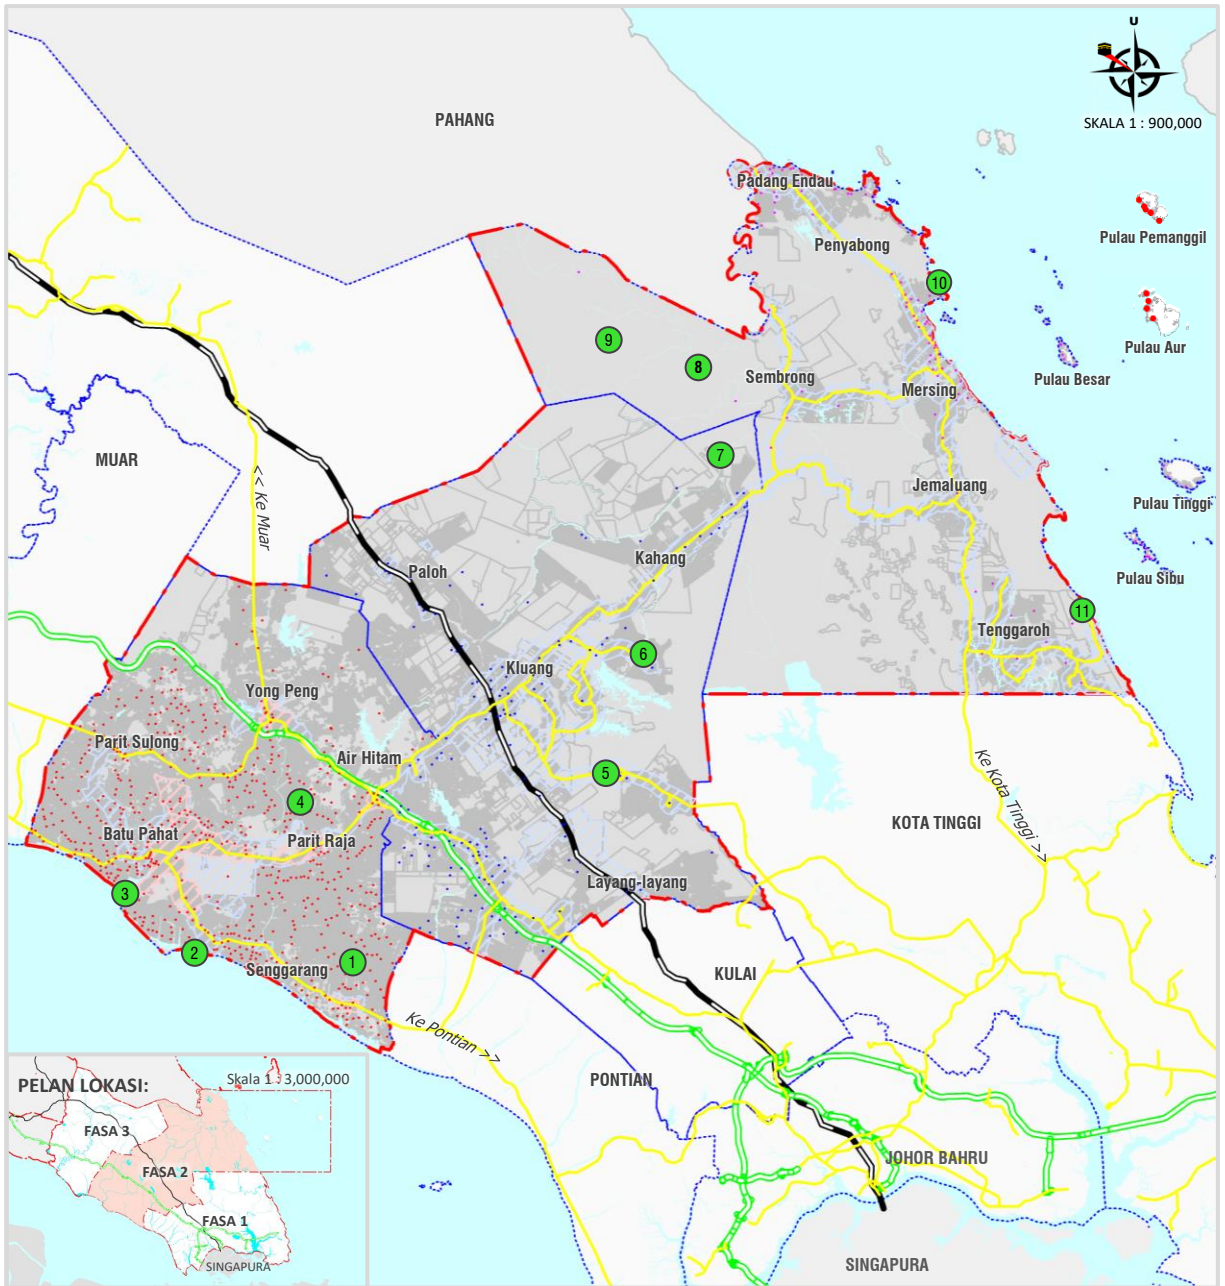 U
SKALA 1 : 900,000
PAHANG
Padang Endau
Pulau Pemanggil
Penyabong
10
9
8
Pulau Aur
Sembrong
Mersing
Pulau Besar
MUAR
7
<< Ke Muar
Jemaluang
Pulau Tinggi
Kahang
Paloh
Pulau Sibu
11
Tenggaroh
6
Kluang
Yong Peng
Parit Sulong
Air Hitam
5
4
Ke Kota Tinggi >>
KOTA TINGGI
Batu Pahat
Parit Raja
3
Layang-layang
2
1
Senggarang
KULAI
Ke Pontian >>
PONTIAN
JOHOR BAHRU
SINGAPURA
PELAN LOKASI:
Skala 1 : 3,000,000
FASA 3
FASA 2
FASA 1
SINGAPURA